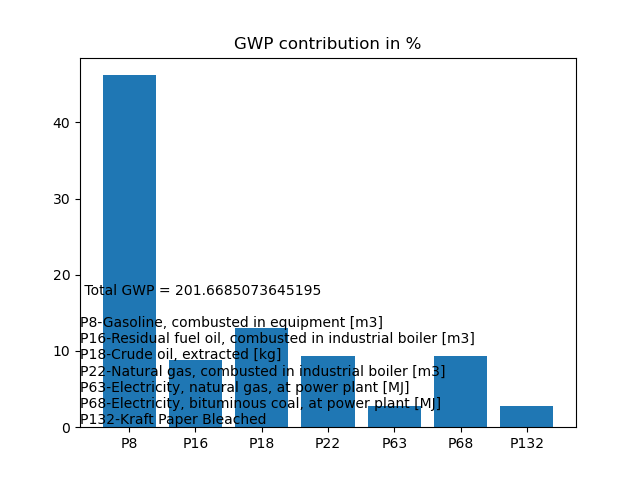 GWP contribution in %
40
30
20
10
0
Total GWP = 201.6685073645195
P8-Gasoline, combusted in equipment [m3]
P16-Residual fuel oil, combusted in industrial boiler [m3]
P18-Crude oil, extracted [kg]
P22-Natural gas, combusted in industrial boiler [m3]
P63-Electricity, natural gas, at power plant [MJ]
P68-Electricity, bituminous coal, at power plant [MJ]
P132-Kraft Paper Bleached
P8 P16 P18 P22 P63 P68 P132